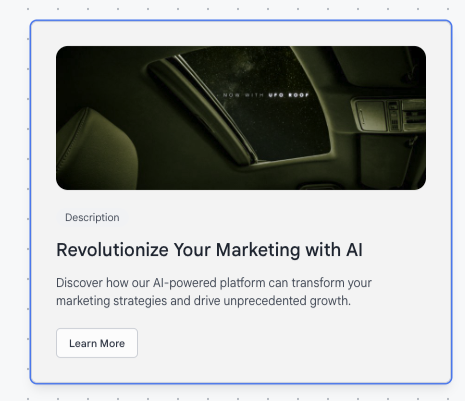 NOW WITH UFO ROOF
Description
Revolutionize Your Marketing with AI
Discover how our AI-powered platform can transform your
marketing strategies and drive unprecedented growth.
Learn More